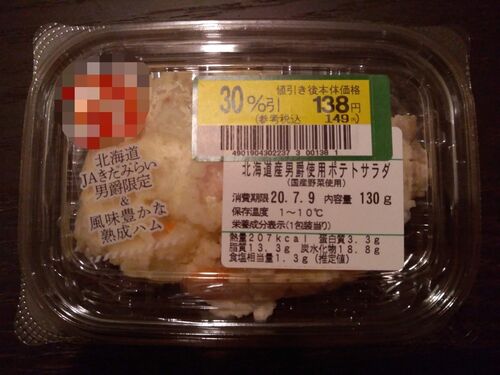 30%引
値引き後本体価格
138円
(参考税込 149円)
4901904302237 3 00138 1
北海道産男爵使用ポテトサラダ
(国産野菜使用)
消費期限20.7.9 内容量 130g
保存温度 1～10℃
栄養成分表示(1包装当り)
熱量207kcal 蛋白質3.3g
脂質13.3g 炭水化物18.8g
食塩相当量1.3g (推定値)
北海道
JAきたみらい
男爵限定
&
風味豊かな
熟成ハム